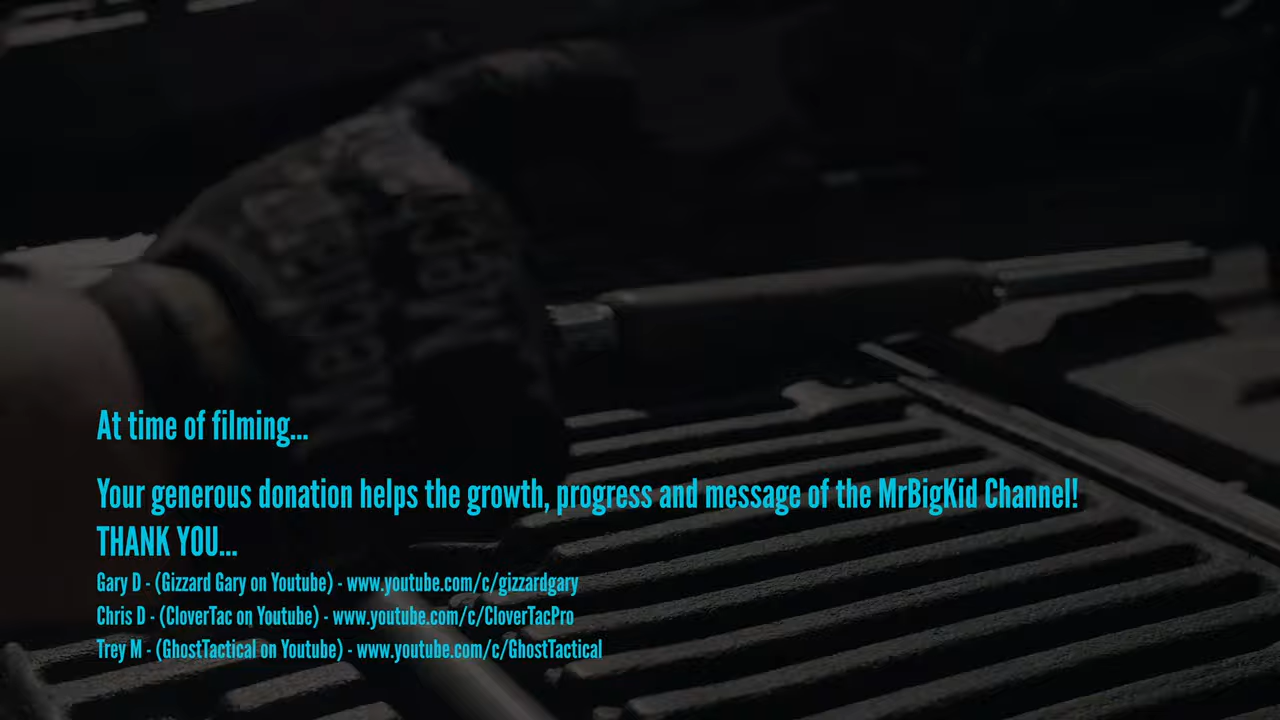 At time of filming...
Your generous donation helps the growth, progress and message of the MrBigKid Channel!
THANK YOU...
Gary D - (Gizzard Gary on Youtube) - www.youtube.com/c/gizzardgary
Chris D - (CloverTac on Youtube) - www.youtube.com/c/CloverTacPro
Trey M - (GhostTactical on Youtube) - www.youtube.com/c/GhostTactical